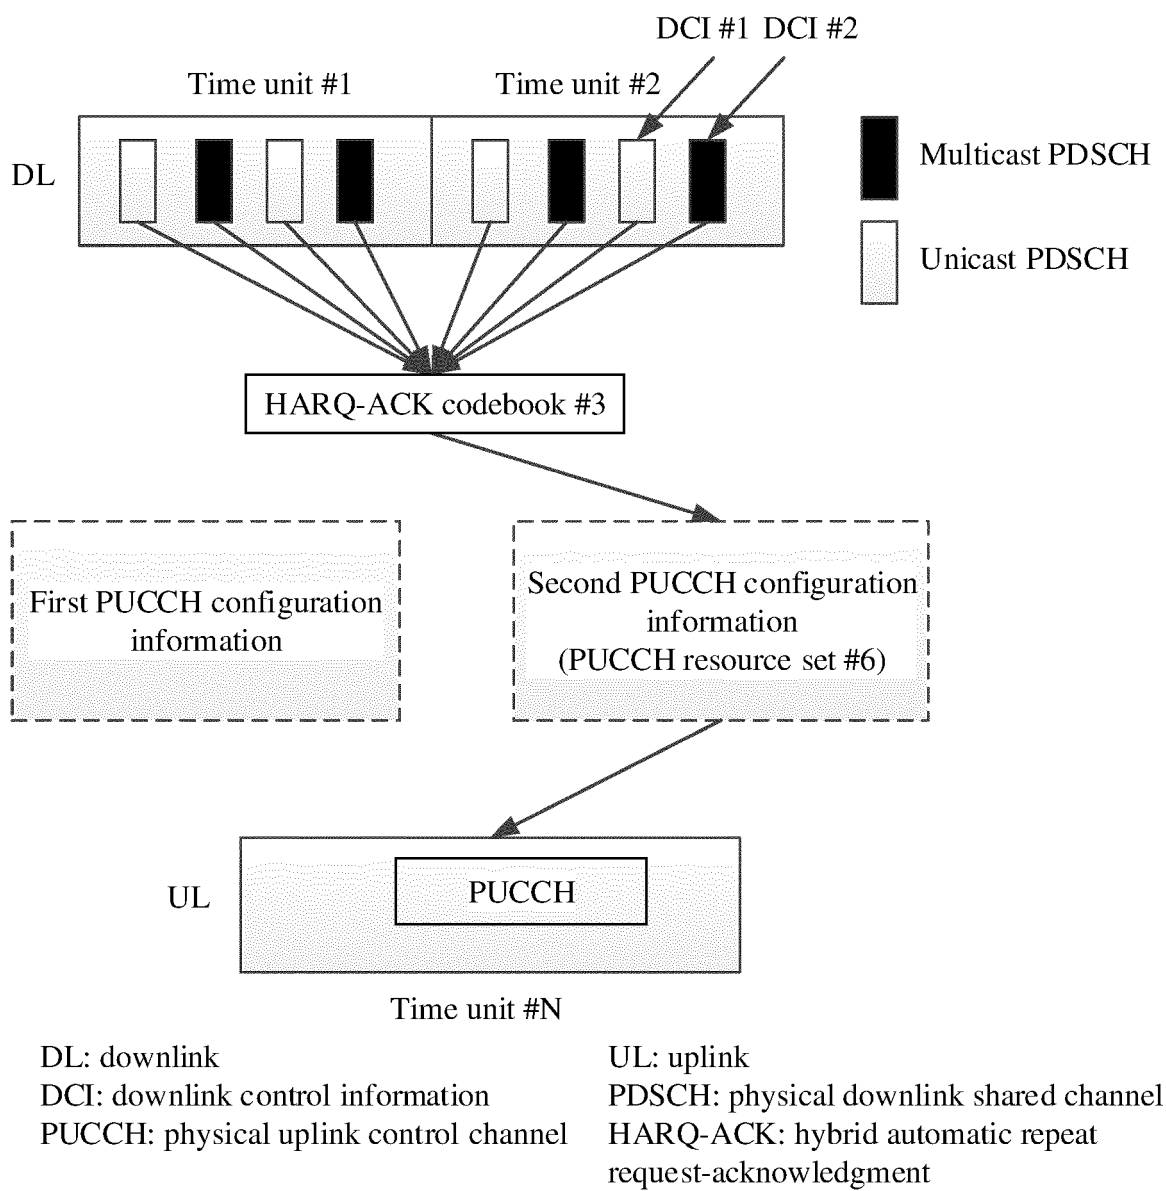 DCI #1 DCI #2
Time unit #1
Time unit #2
DL
Multicast PDSCH
Unicast PDSCH
HARQ-ACK codebook #3
First PUCCH configuration
information
Second PUCCH configuration
information
(PUCCH resource set #6)
UL
PUCCH
Time unit #N
DL: downlink
DCI: downlink control information
PUCCH: physical uplink control channel
UL: uplink
PDSCH: physical downlink shared channel
HARQ-ACK: hybrid automatic repeat
request-acknowledgment